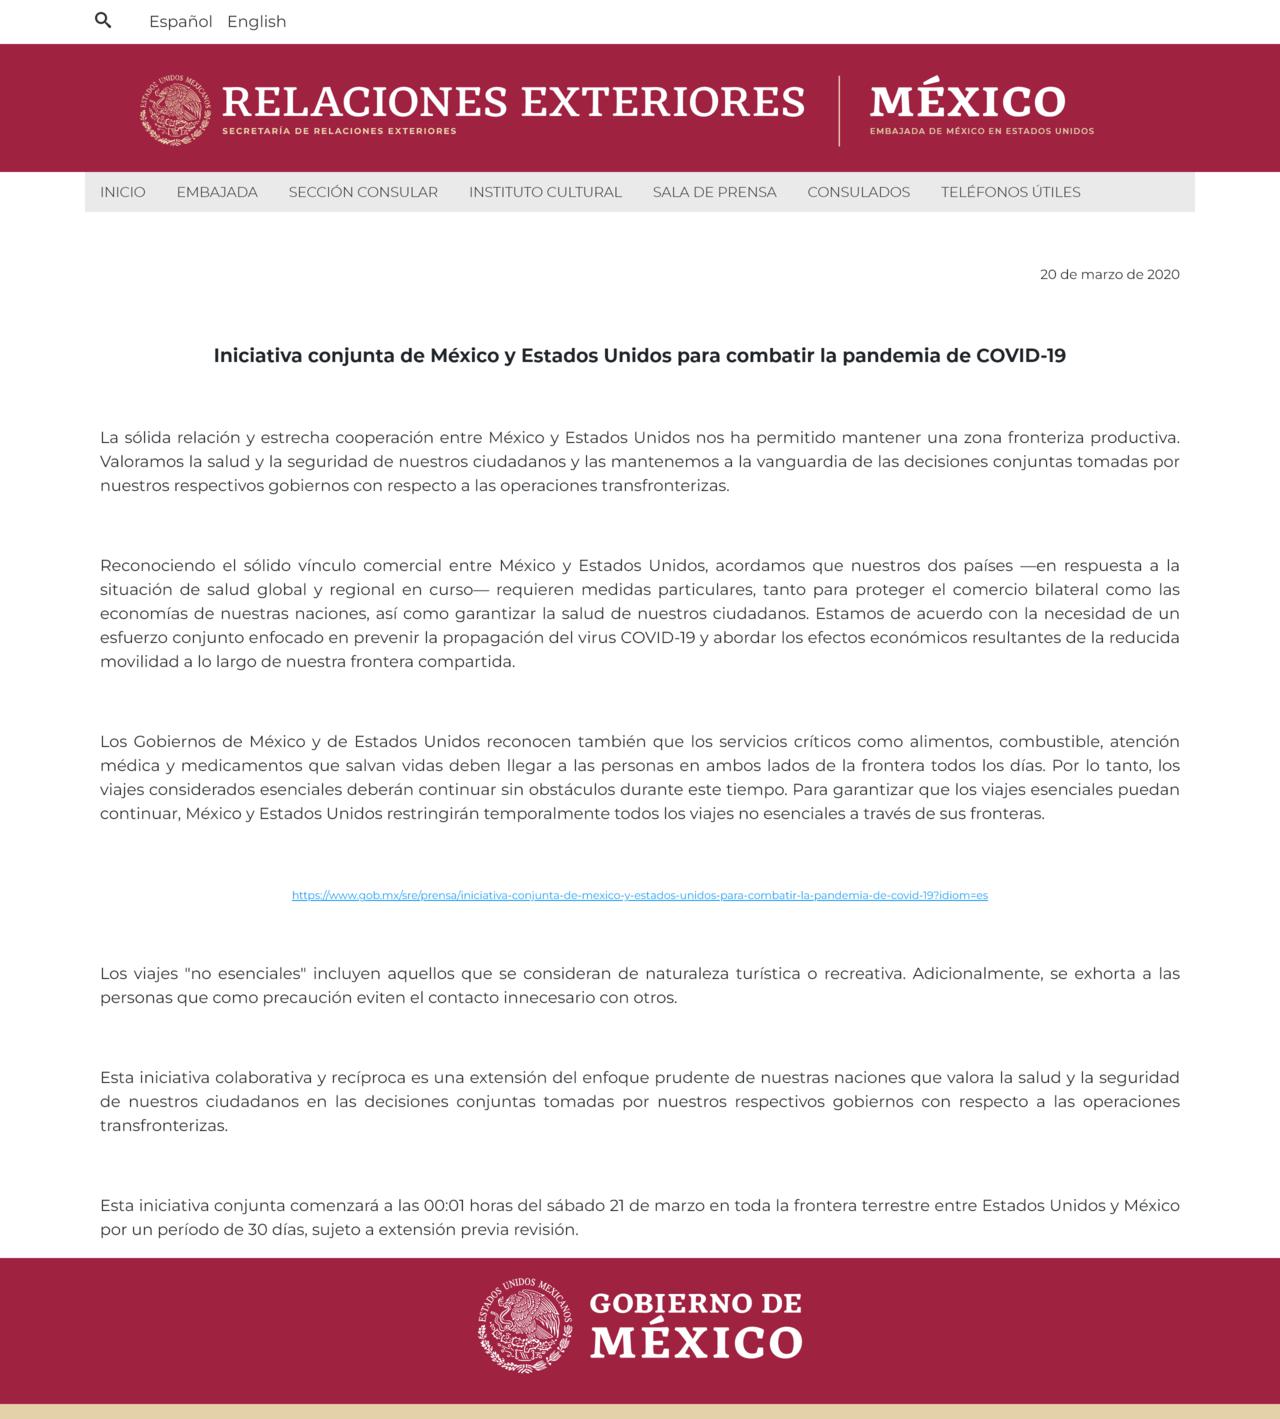 Español English
ESTADOS UNIDOS MEXICANOS
RELACIONES EXTERIORES
SECRETARÍA DE RELACIONES EXTERIORES
MÉXICO
EMBAJADA DE MÉXICO EN ESTADOS UNIDOS
INICIO EMBAJADA SECCIÓN CONSULAR INSTITUTO CULTURAL SALA DE PRENSA CONSULADOS TELÉFONOS ÚTILES
20 de marzo de 2020
Iniciativa conjunta de México y Estados Unidos para combatir la pandemia de COVID-19
La sólida relación y estrecha cooperación entre México y Estados Unidos nos ha permitido mantener una zona fronteriza productiva.
Valoramos la salud y la seguridad de nuestros ciudadanos y las mantenemos a la vanguardia de las decisiones conjuntas tomadas por
nuestros respectivos gobiernos con respecto a las operaciones transfronterizas.
Reconociendo el sólido vínculo comercial entre México y Estados Unidos, acordamos que nuestros dos países —en respuesta a la
situación de salud global y regional en curso— requieren medidas particulares, tanto para proteger el comercio bilateral como las
economías de nuestras naciones, así como garantizar la salud de nuestros ciudadanos. Estamos de acuerdo con la necesidad de un
esfuerzo conjunto enfocado en prevenir la propagación del virus COVID-19 y abordar los efectos económicos resultantes de la reducida
movilidad a lo largo de nuestra frontera compartida.
Los Gobiernos de México y de Estados Unidos reconocen también que los servicios críticos como alimentos, combustible, atención
médica y medicamentos que salvan vidas deben llegar a las personas en ambos lados de la frontera todos los días. Por lo tanto, los
viajes considerados esenciales deberán continuar sin obstáculos durante este tiempo. Para garantizar que los viajes esenciales puedan
continuar, México y Estados Unidos restringirán temporalmente todos los viajes no esenciales a través de sus fronteras.
https://www.gob.mx/sre/prensa/iniciativa-conjunta-de-mexico-y-estados-unidos-para-combatir-la-pandemia-de-covid-19?idiom=es
Los viajes "no esenciales" incluyen aquellos que se consideran de naturaleza turística o recreativa. Adicionalmente, se exhorta a las
personas que como precaución eviten el contacto innecesario con otros.
Esta iniciativa colaborativa y recíproca es una extensión del enfoque prudente de nuestras naciones que valora la salud y la seguridad
de nuestros ciudadanos en las decisiones conjuntas tomadas por nuestros respectivos gobiernos con respecto a las operaciones
transfronterizas.
Esta iniciativa conjunta comenzará a las 00:01 horas del sábado 21 de marzo en toda la frontera terrestre entre Estados Unidos y México
por un período de 30 días, sujeto a extensión previa revisión.
ESTADOS UNIDOS MEXICANOS
GOBIERNO DE
MÉXICO